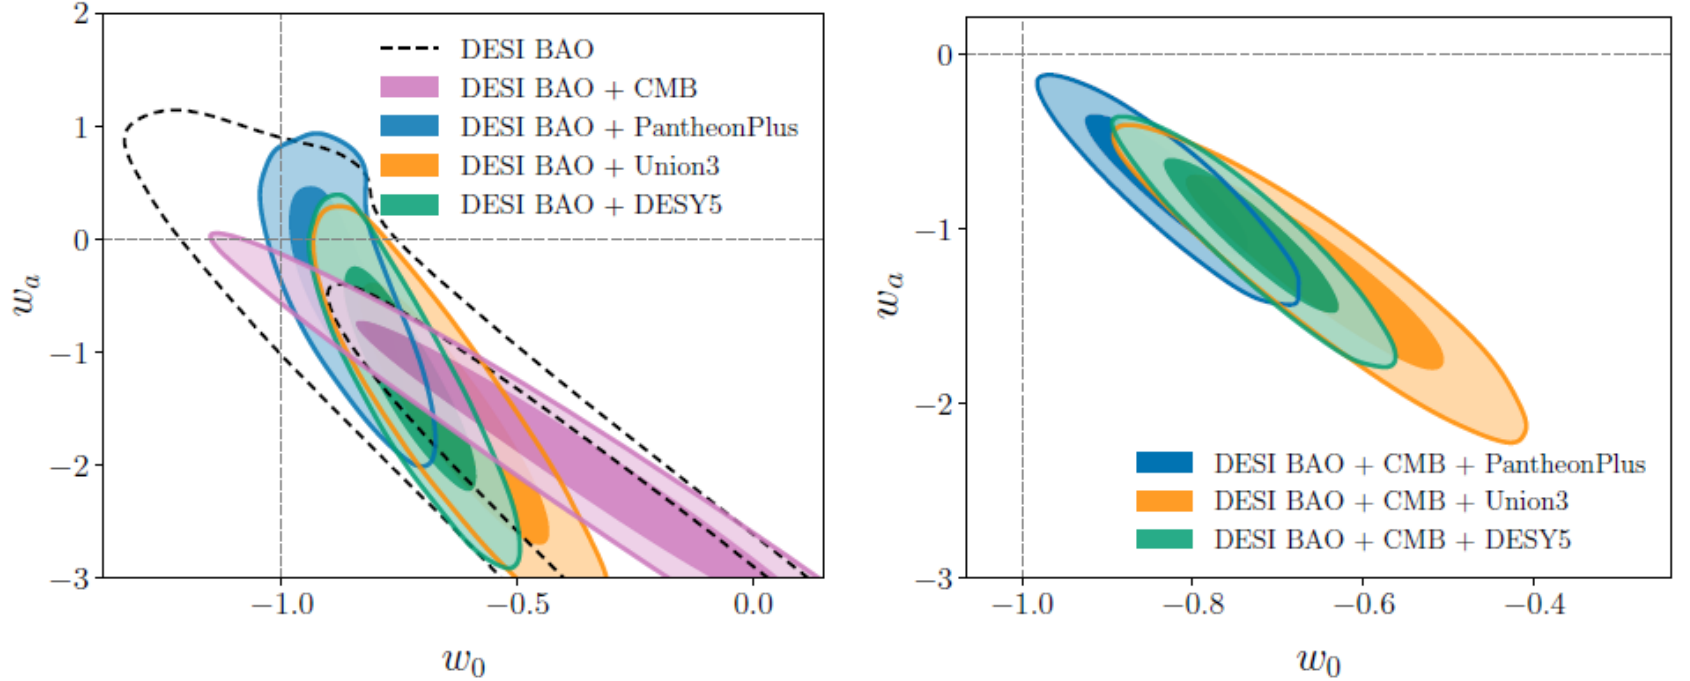 2
1
0
−1
−2
−3
w_a
−1.0
−0.5
0.0
w_0
DESI BAO
DESI BAO + CMB
DESI BAO + PantheonPlus
DESI BAO + Union3
DESI BAO + DESY5
0
−1
−2
−3
w_a
−1.0
−0.8
−0.6
−0.4
w_0
DESI BAO + CMB + PantheonPlus
DESI BAO + CMB + Union3
DESI BAO + CMB + DESY5